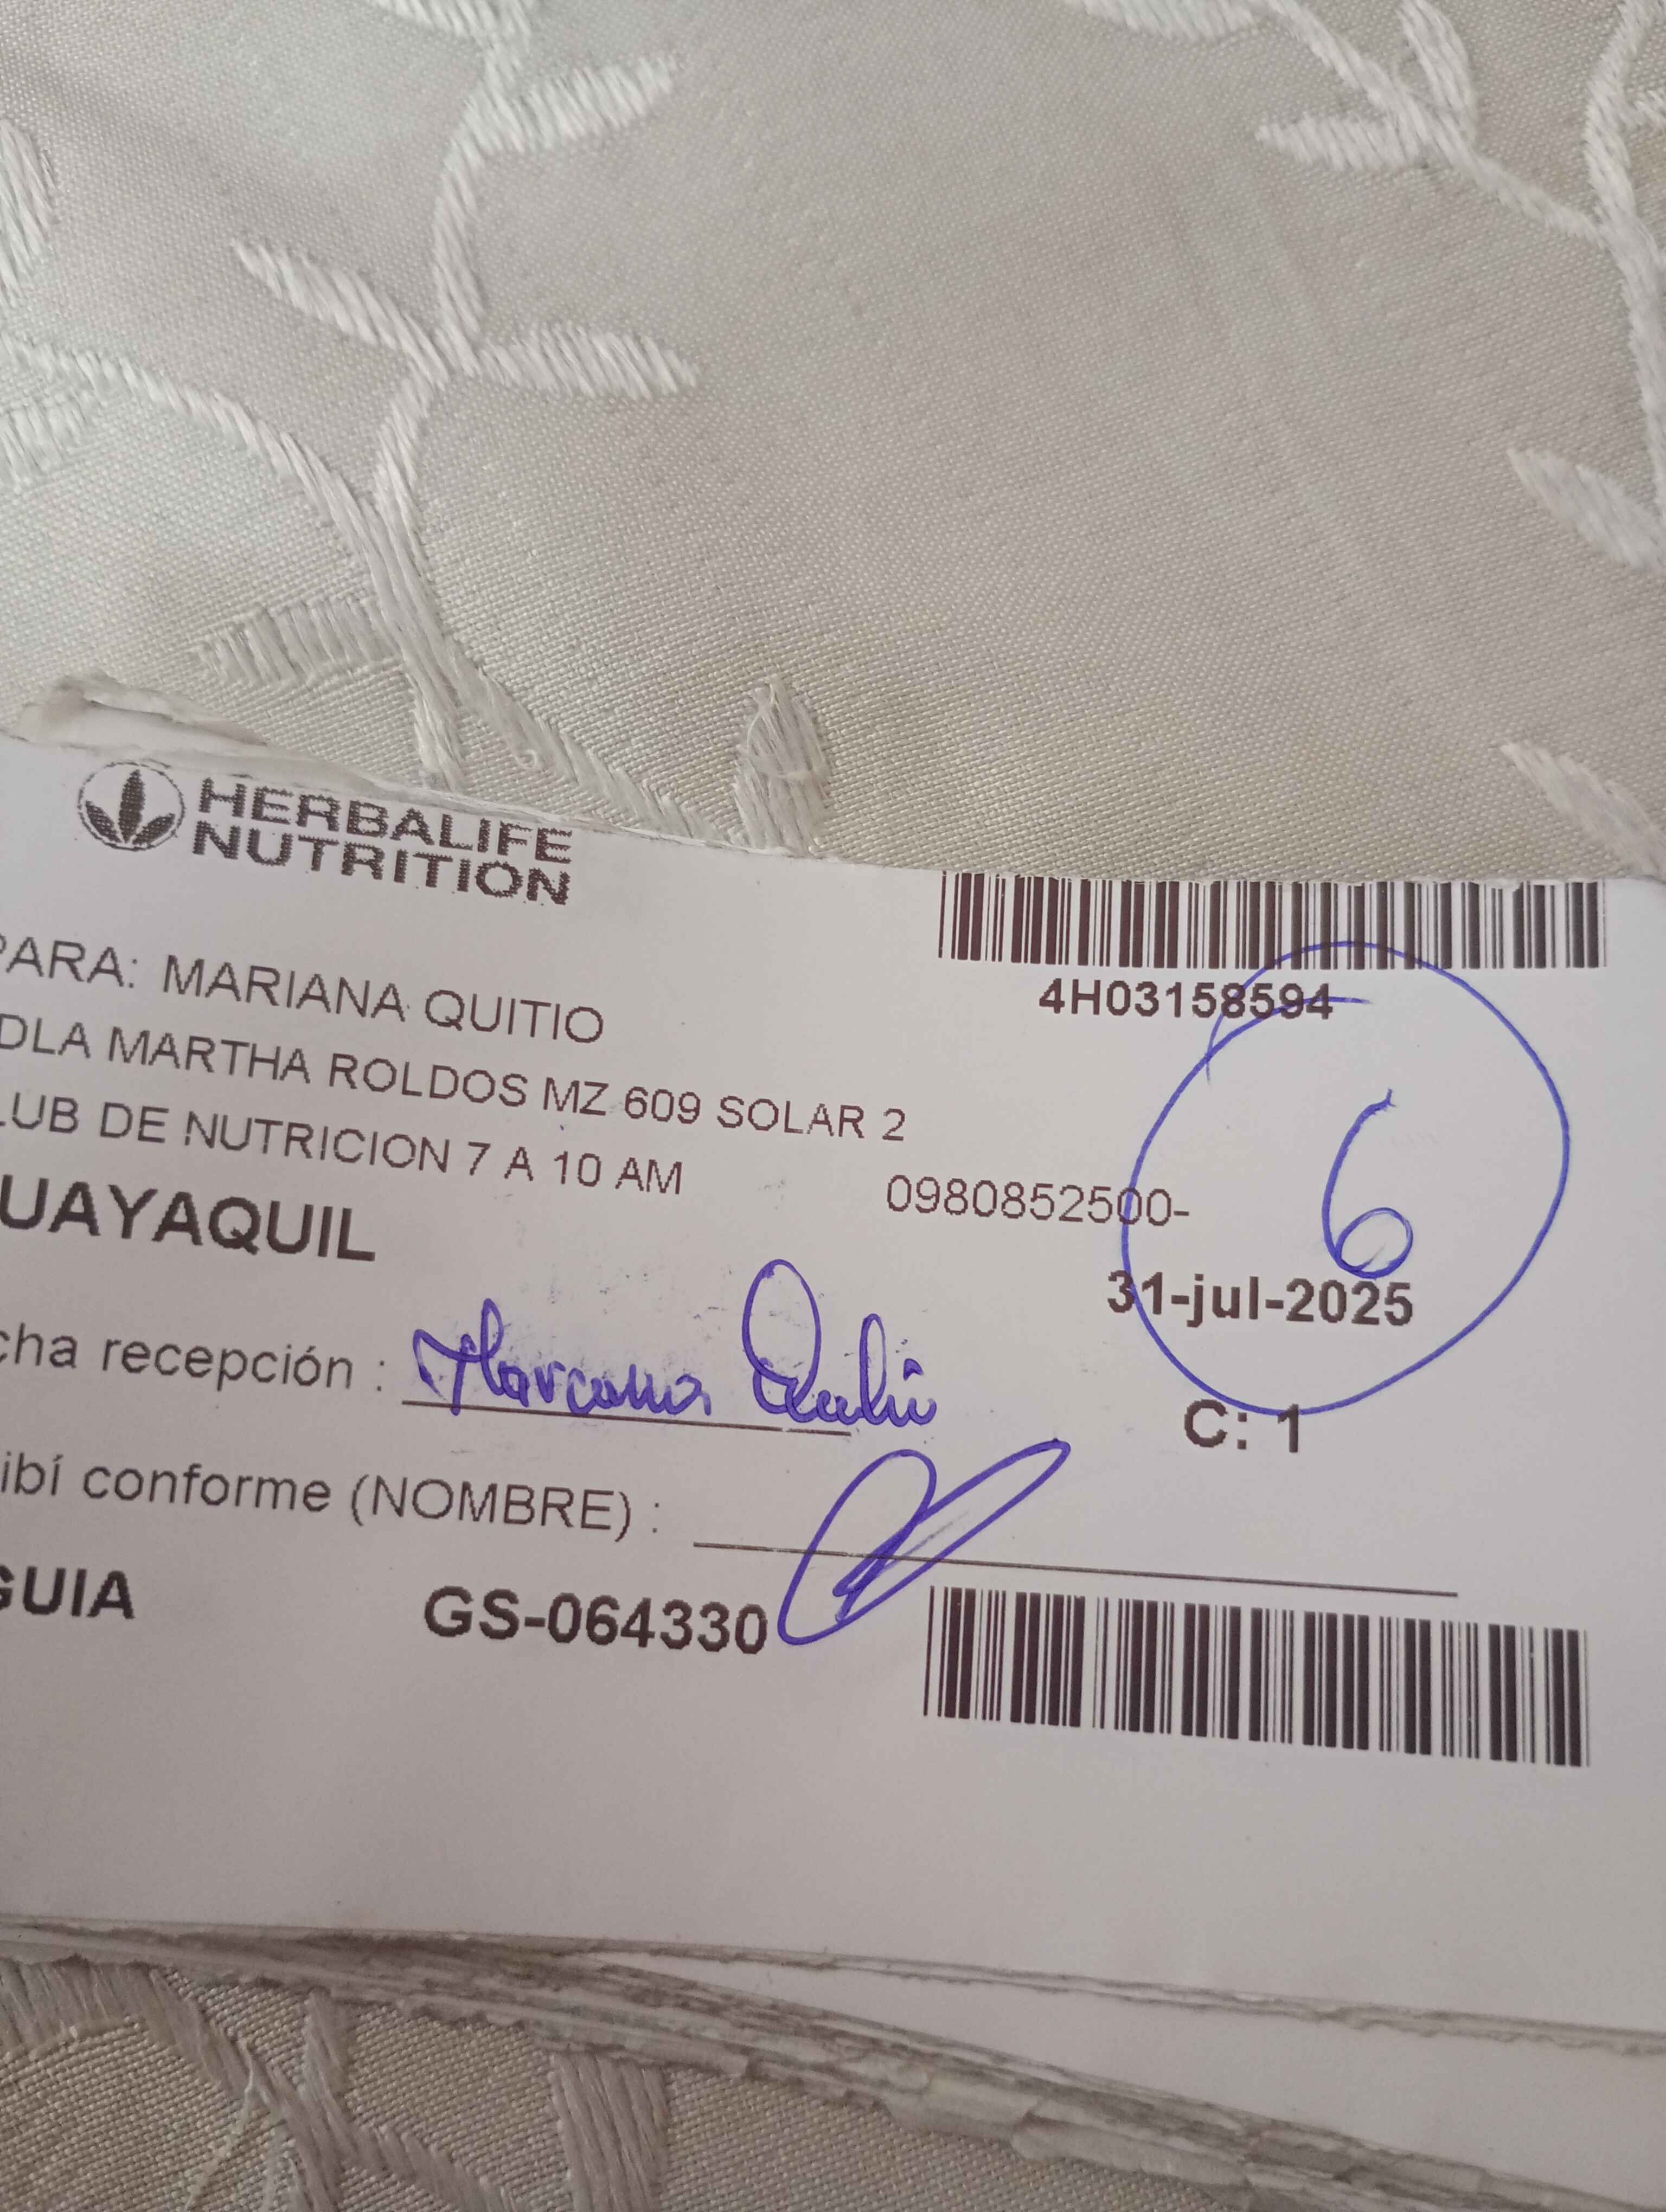 HERBALIFE
NUTRITION
4H03158594
PARA: MARIANA QUITIO
DLA MARTHA ROLDOS MZ 609 SOLAR 2
LUB DE NUTRICION 7 A 10 AM
0980852500-
UAYAQUIL
6
31-jul-2025
cha recepción :
C: 1
ibí conforme (NOMBRE) :
GUIA GS-064330